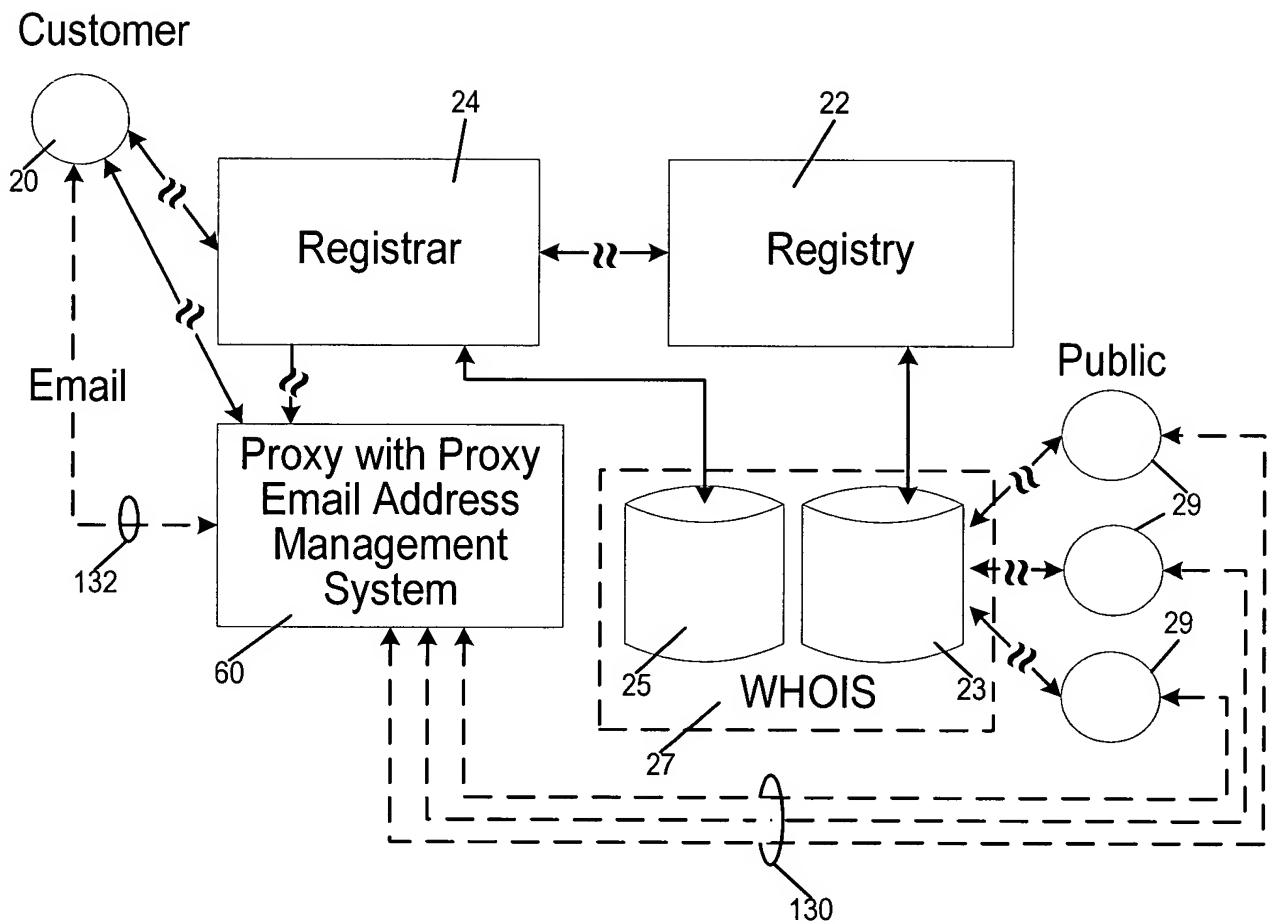 Customer
20
24
22
Registrar
Registry
Email
Public
Proxy with Proxy
Email Address
Management
System
132
60
29
29
29
25
23
WHOIS
27
130